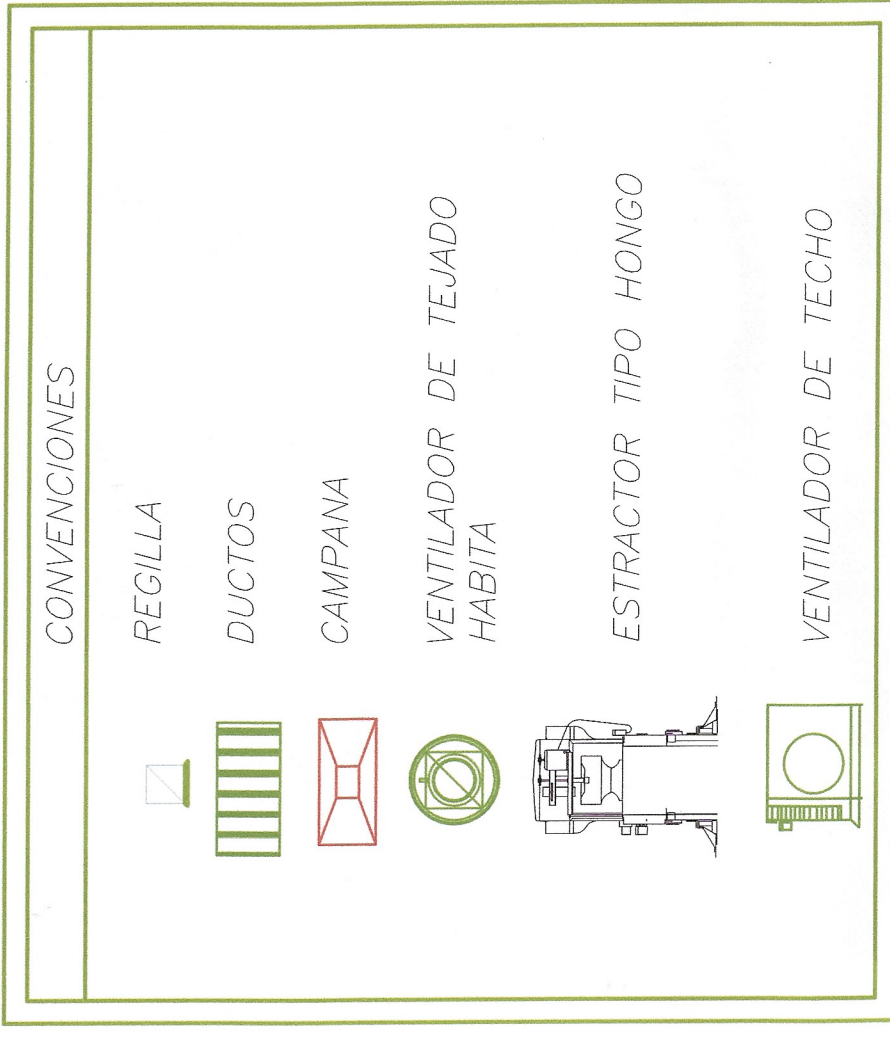 CONVENCIONES
REGILLA
DUCTOS
CAMPANA
VENTILADOR DE TEJADO
HABITA
ESTRACTOR TIPO HONGO
VENTILADOR DE TECHO